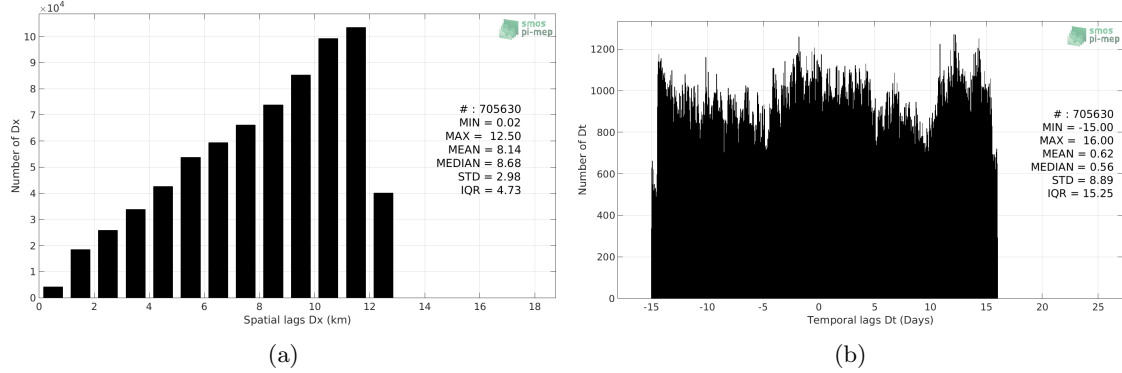 ×10⁴
10
9
8
7
6
5
4
3
2
1
0
Number of Dx
0 2 4 6 8 10 12 14 16 18
Spatial lags Dx (km)
smos
pi-mep
# : 705630
MIN = 0.02
MAX = 12.50
MEAN = 8.14
MEDIAN = 8.68
STD = 2.98
IQR = 4.73
(a)
1200
1000
800
600
400
200
0
Number of Dt
-15 -10 -5 0 5 10 15 20 25
Temporal lags Dt (Days)
smos
pi-mep
# : 705630
MIN = -15.00
MAX = 16.00
MEAN = 0.62
MEDIAN = 0.56
STD = 8.89
IQR = 15.25
(b)